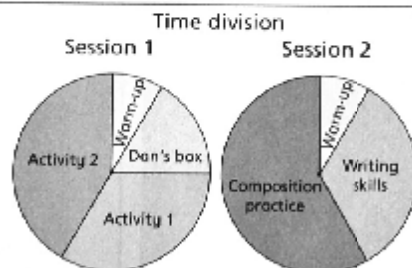 Time division
Session 1
Session 2
Warm-up
Dan's box
Activity 2
Activity 1
Warm-up
Writing skills
Composition practice